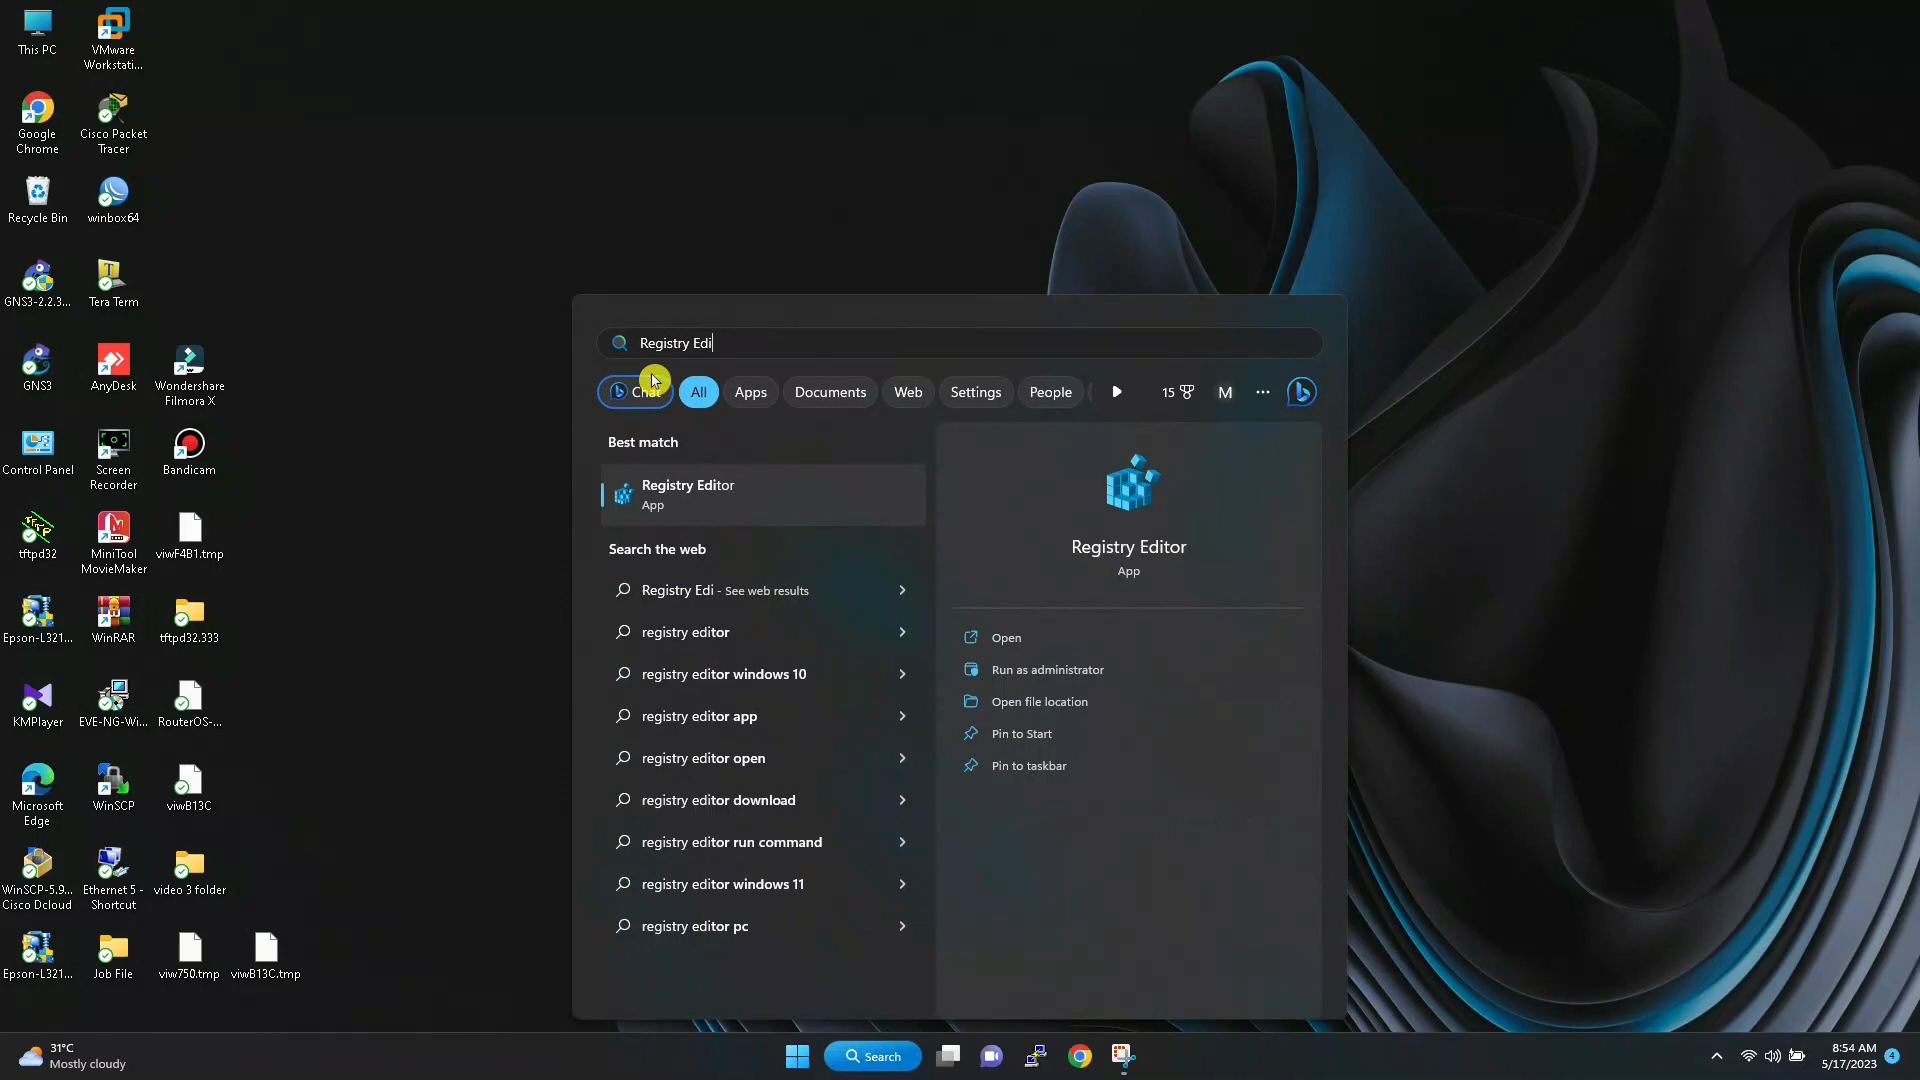 This PC
VMware
Workstati...
Google
Chrome
Cisco Packet
Tracer
Recycle Bin
winbox64
GNS3-2.2.3...
Tera Term
GNS3
AnyDesk
Wondershare
Filmora X
Control Panel
Screen
Recorder
Bandicam
tftpd32
MiniTool
MovieMaker
viwF4B1.tmp
Epson-L321...
WinRAR
tftpd32.333
KMPlayer
EVE-NG-Wi...
RouterOS-...
Microsoft
Edge
WinSCP
viwB13C
WinSCP-5.9...
Cisco Dcloud
Ethernet 5 -
Shortcut
video 3 folder
Epson-L321...
Job File
viw750.tmp
viwB13C.tmp
Registry Edi
Chat
All
Apps
Documents
Web
Settings
People
15
M
Best match
Registry Editor
App
Search the web
Registry Edi - See web results
registry editor
registry editor windows 10
registry editor app
registry editor open
registry editor download
registry editor run command
registry editor windows 11
registry editor pc
Registry Editor
App
Open
Run as administrator
Open file location
Pin to Start
Pin to taskbar
31°C
Mostly cloudy
Search
8:54 AM
5/17/2023
4